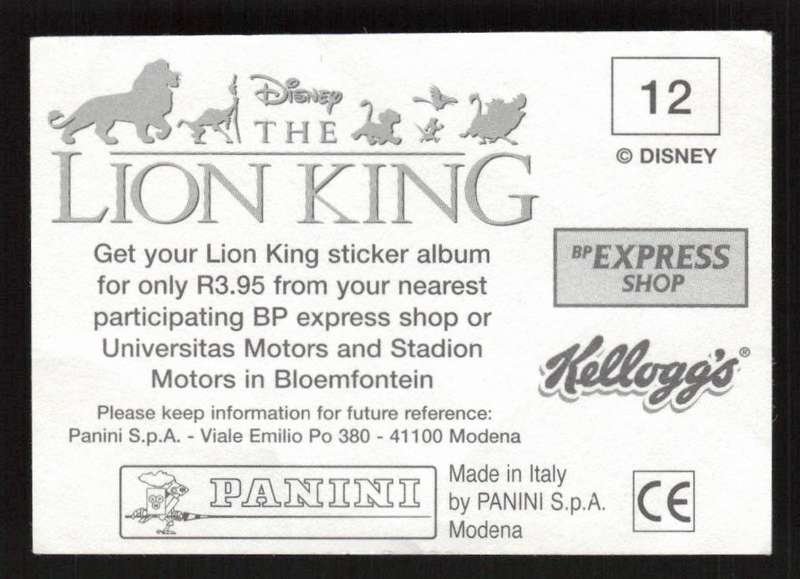 Disney
THE
LION KING
12
© DISNEY
Get your Lion King sticker album
for only R3.95 from your nearest
participating BP express shop or
Universitas Motors and Stadion
Motors in Bloemfontein
BP EXPRESS
SHOP
Kellogg's®
Please keep information for future reference:
Panini S.p.A. - Viale Emilio Po 380 - 41100 Modena
PANINI
Made in Italy
by PANINI S.p.A.
Modena
CE